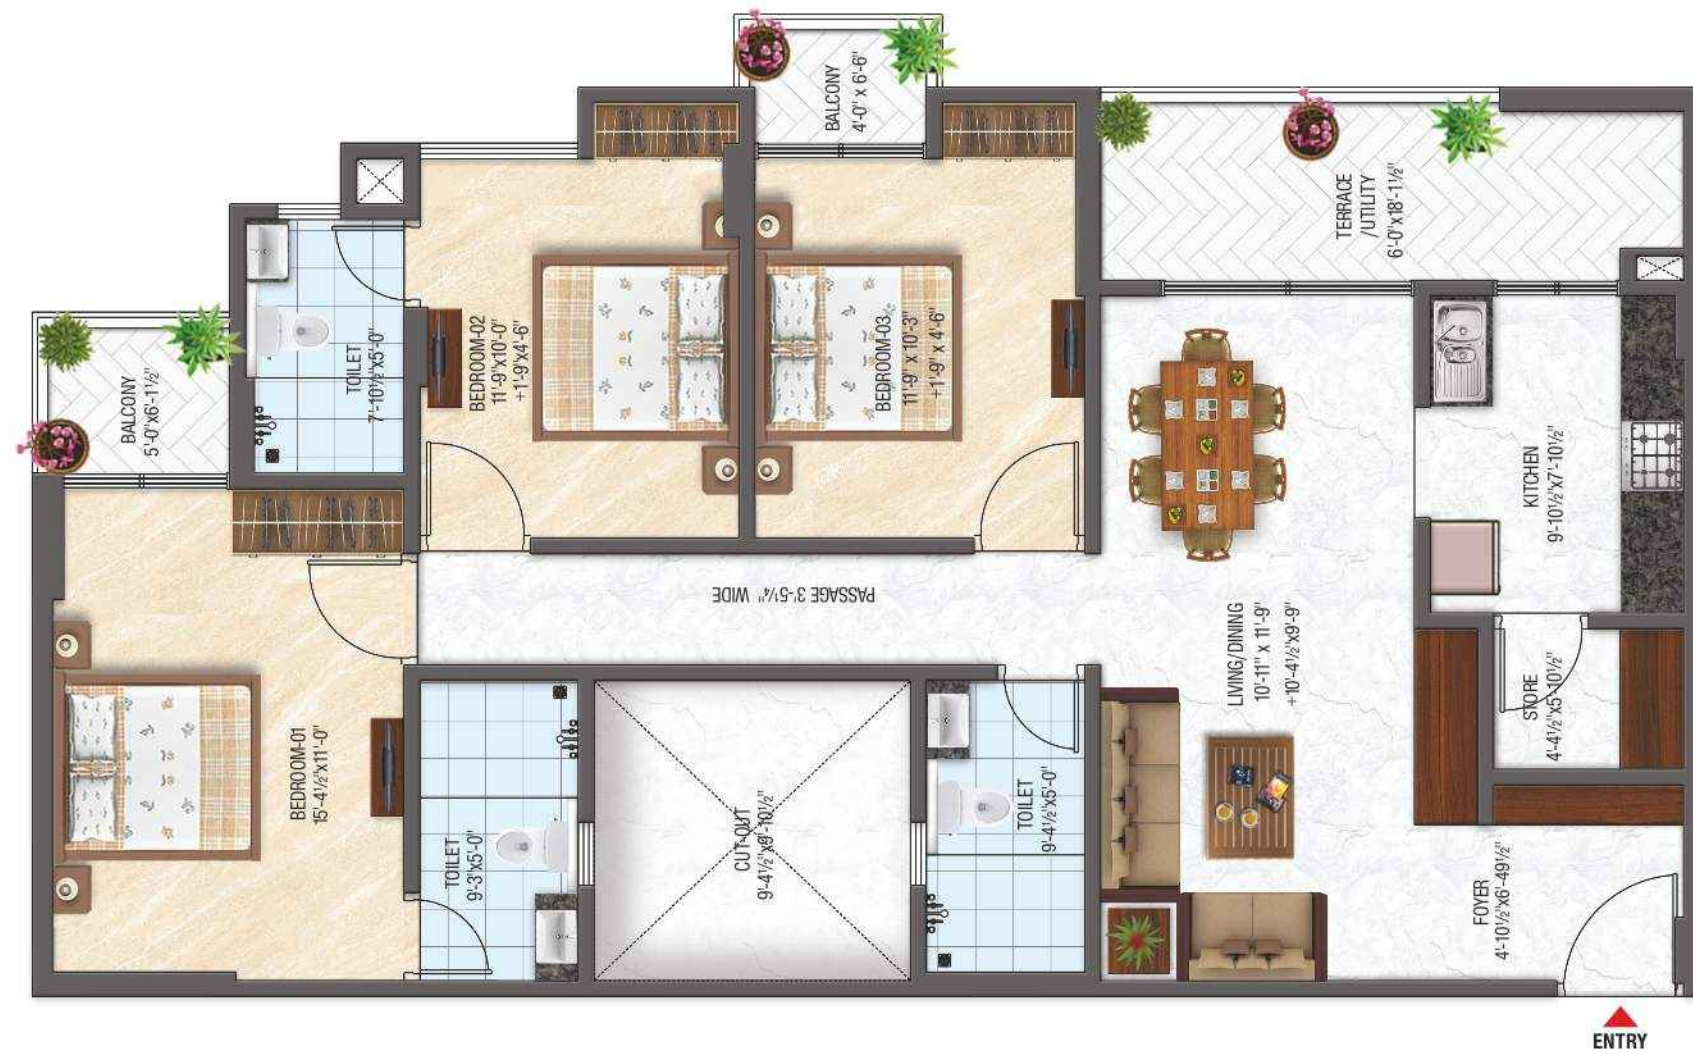 BALCONY
4'-0" x 6'-6"
TERRACE
/UTILITY
6'-0"x18'-1½"
BALCONY
5'-0"x6'-1½"
TOILET
7'-10½"x5'-0"
BEDROOM-02
11'-9"x10'-0"
+1'-9"x4'-6"
BEDROOM-03
11'-9" x 10'-3"
+1'-9" x 4'-6"
KITCHEN
9'-10½"x7'-10½"
PASSAGE 3'-5¼" WIDE
LIVING/DINING
10'-11" x 11'-9"
+10'-4½"x9'-9"
STORE
4'-4½"x5'-10½"
BEDROOM-01
15'-4½"x11'-0"
TOILET
9'-3"x5'-0"
CUT-OUT
9'-4½"x9'-10½"
TOILET
9'-4½"x5'-0"
FOYER
4'-10½"x6'-49½"
ENTRY